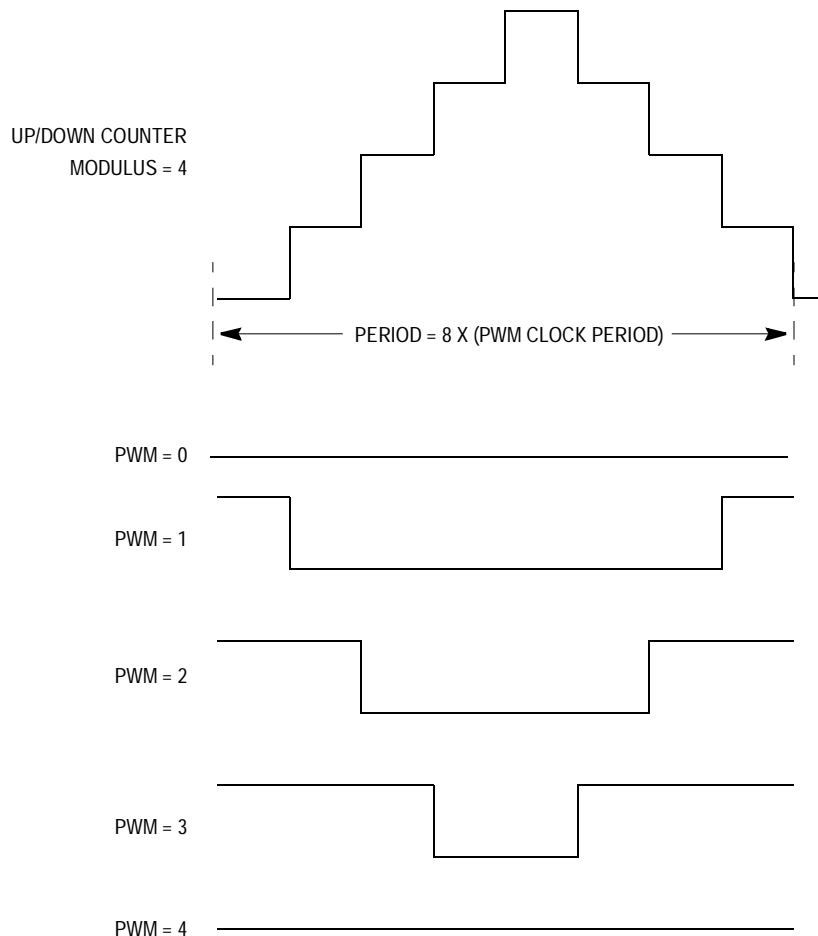 UP/DOWN COUNTER
MODULUS = 4
PERIOD = 8 X (PWM CLOCK PERIOD)
PWM = 0
PWM = 1
PWM = 2
PWM = 3
PWM = 4